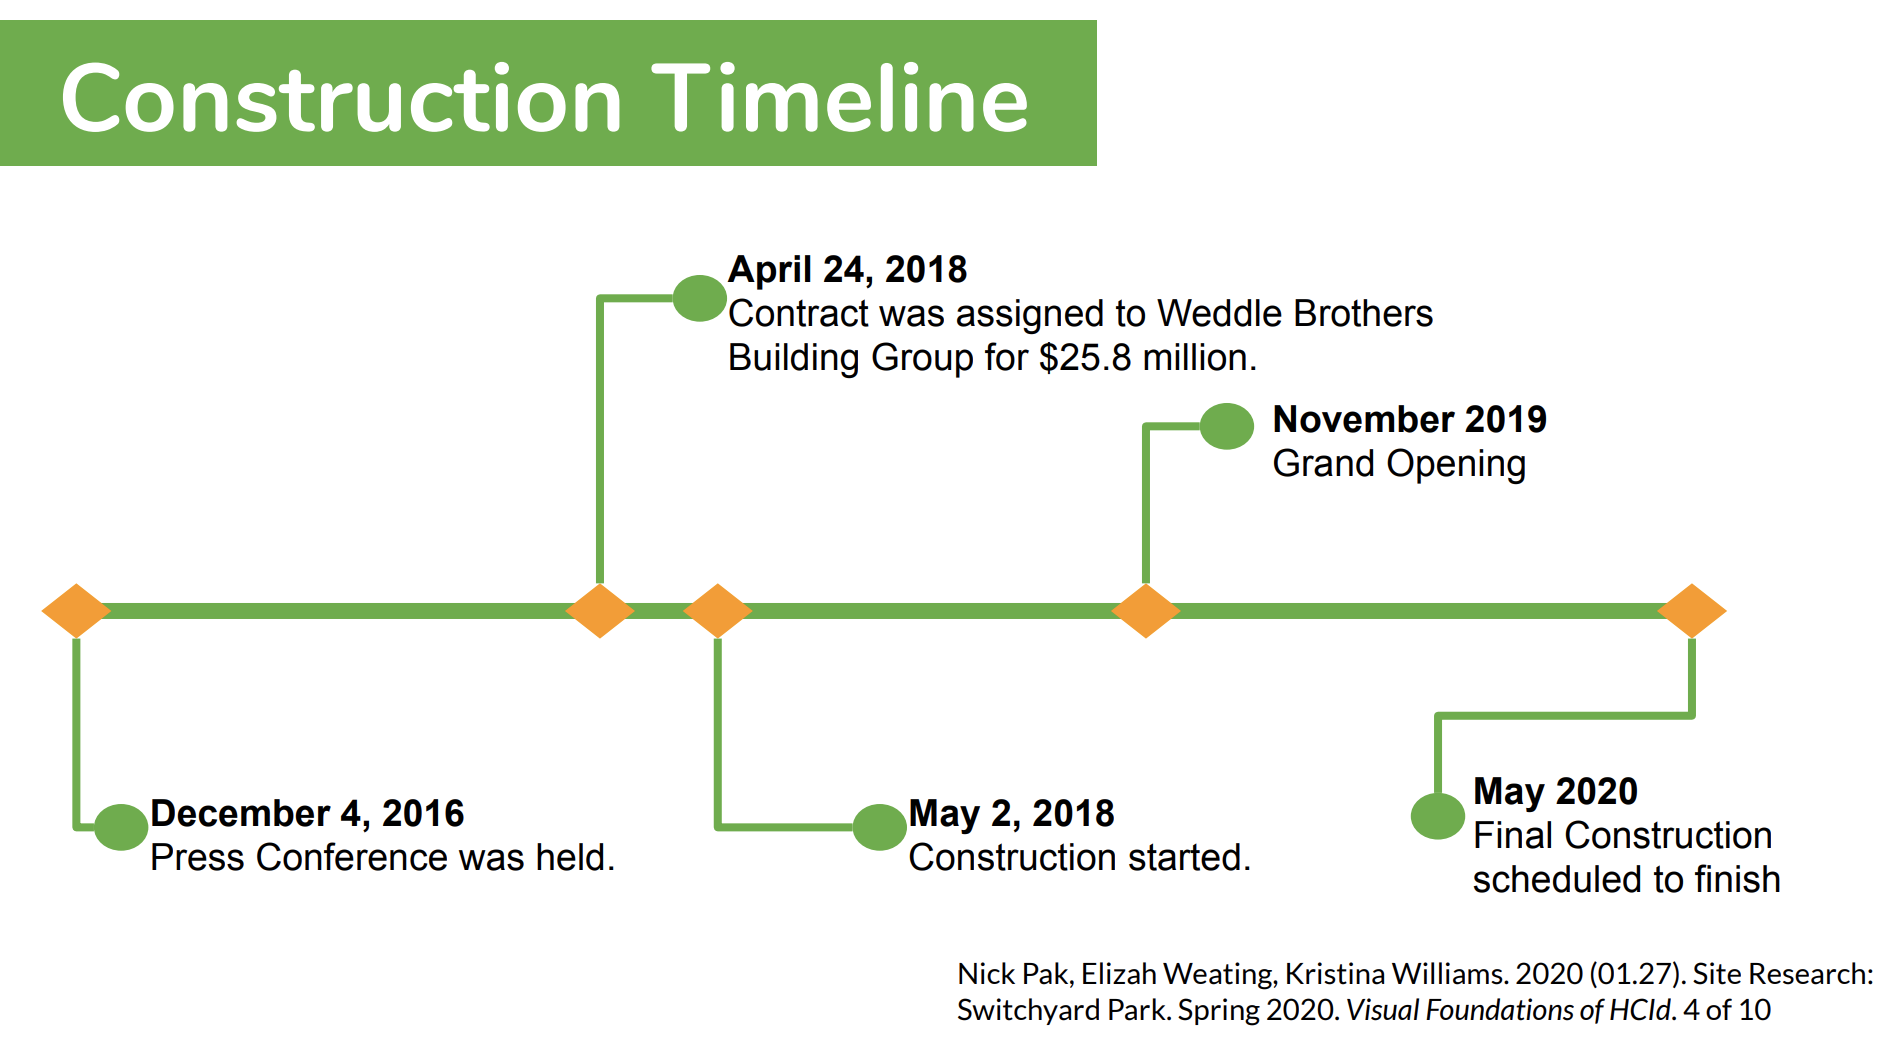 Construction Timeline
April 24, 2018
Contract was assigned to Weddle Brothers
Building Group for $25.8 million.
November 2019
Grand Opening
December 4, 2016
Press Conference was held.
May 2, 2018
Construction started.
May 2020
Final Construction
scheduled to finish
Nick Pak, Elizah Weating, Kristina Williams. 2020 (01.27). Site Research:
Switchyard Park. Spring 2020. Visual Foundations of HCId. 4 of 10